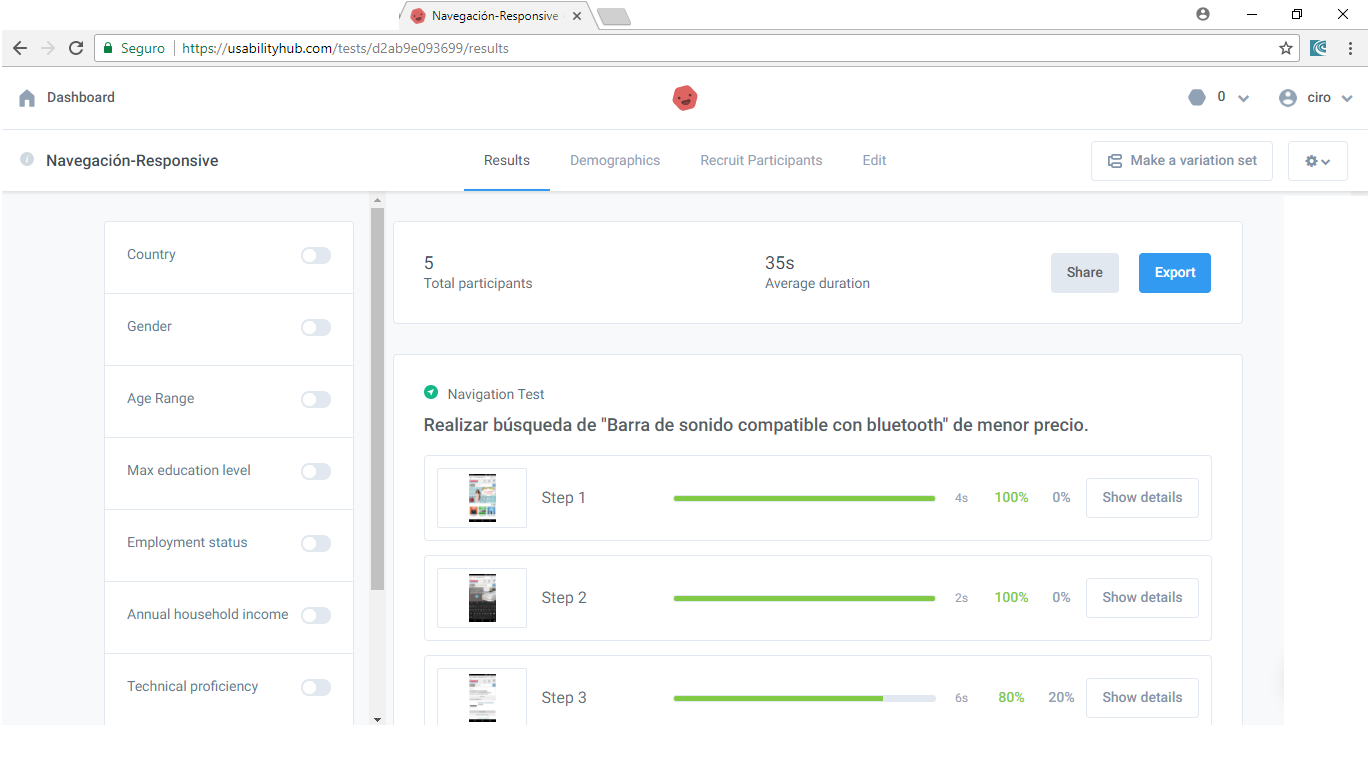 Navegación-Responsive
Seguro
https://usabilityhub.com/tests/d2ab9e093699/results
Dashboard
0
ciro
Navegación-Responsive
Results
Demographics
Recruit Participants
Edit
Make a variation set
Country
Gender
Age Range
Max education level
Employment status
Annual household income
Technical proficiency
5
Total participants
35s
Average duration
Share
Export
Navigation Test
Realizar búsqueda de "Barra de sonido compatible con bluetooth" de menor precio.
Step 1 4s 100% 0% Show details
Step 2 2s 100% 0% Show details
Step 3 6s 80% 20% Show details